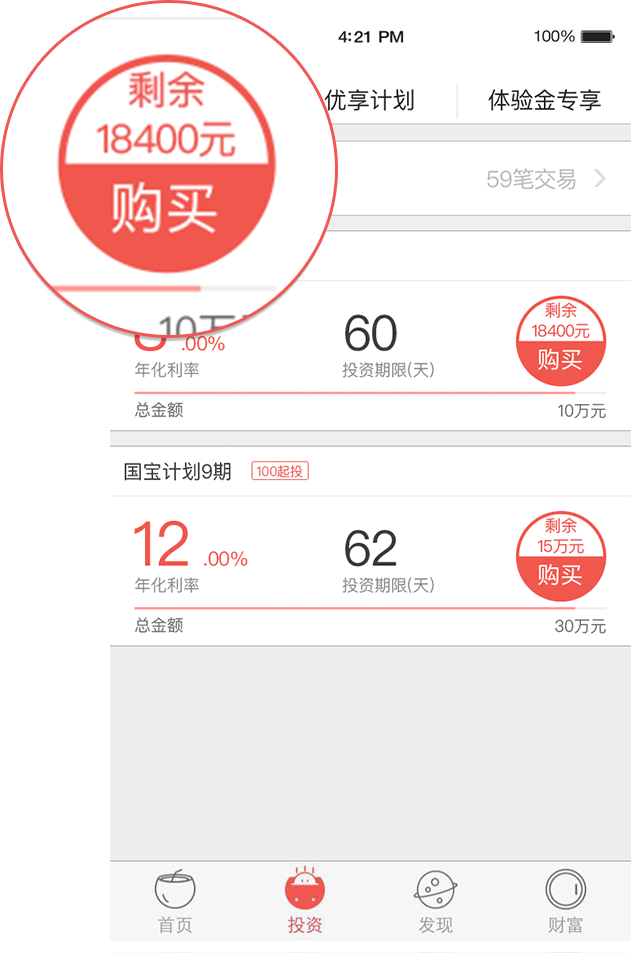 4:21 PM
100%
剩余
18400元
购买
优享计划
体验金专享
59笔交易
.00%
60
年化利率
投资期限(天)
剩余
18400元
购买
总金额
10万元
国宝计划9期
100起投
12.00%
62
年化利率
投资期限(天)
剩余
15万元
购买
总金额
30万元
首页
投资
发现
财富